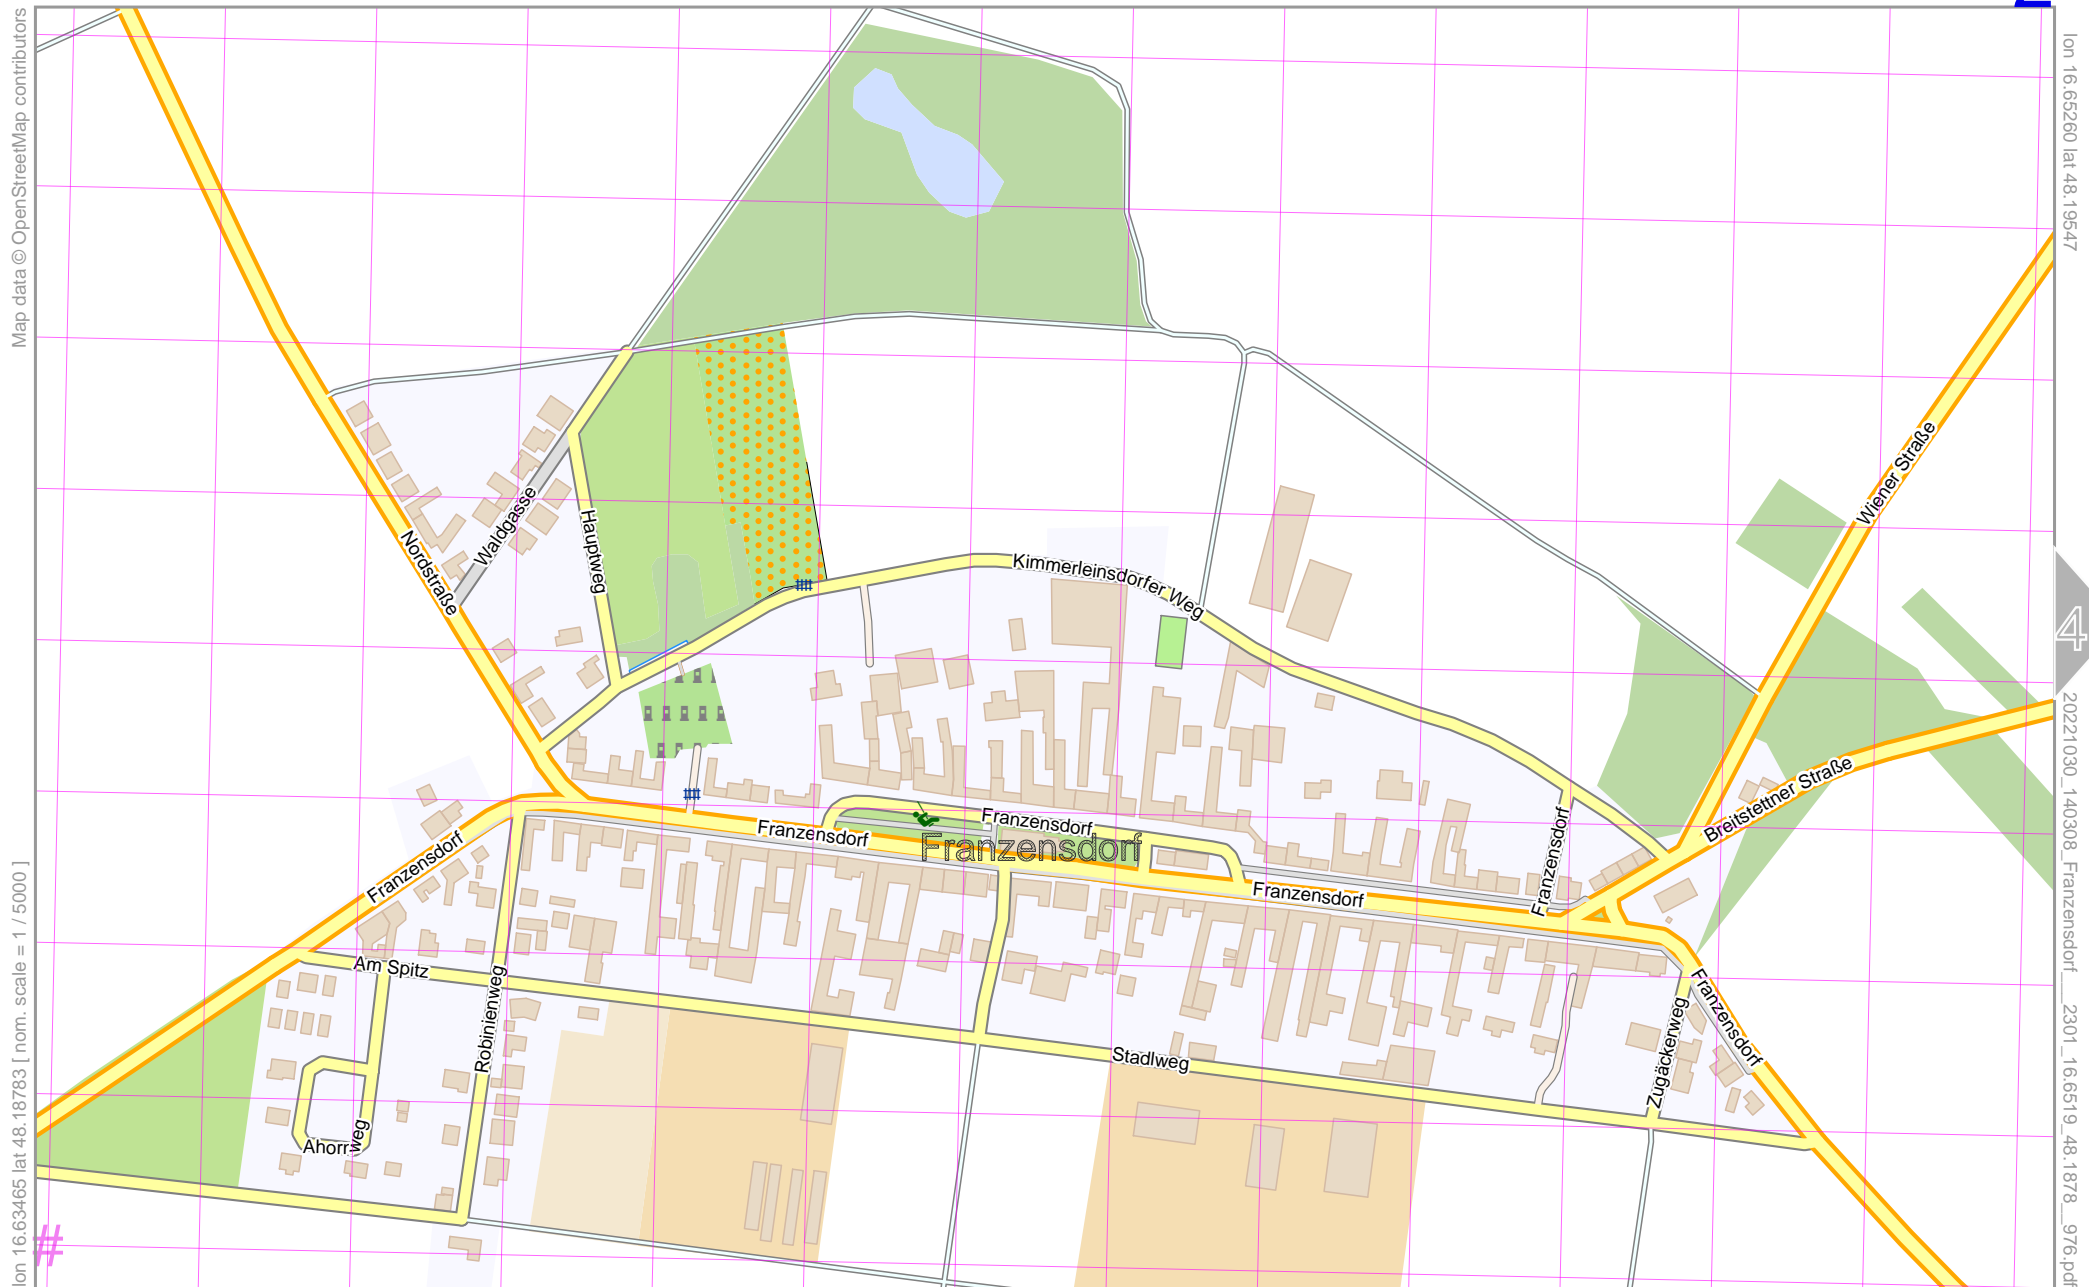 Map data © OpenStreetMap contributors
lon 16.65260 lat 48.19547
Wiener Straße
Nordstraße
Waldgasse
Hauptweg
Kimmerleinsdorfer Weg
4
Breitstettner Straße
Franzensdorf
Franzensdorf
Franzensdorf
Franzensdorf
Franzensdorf
Franzensdorf
Franzensdorf
Am Spitz
Robinienweg
Stadlweg
Zugäckerweg
Ahornweg
#
lon 16.63465 lat 48.18783 [ nom. scale = 1 / 5000 ]
20221030_140308_Franzensdorf__2301_16.6519_48.1878__976.pdf